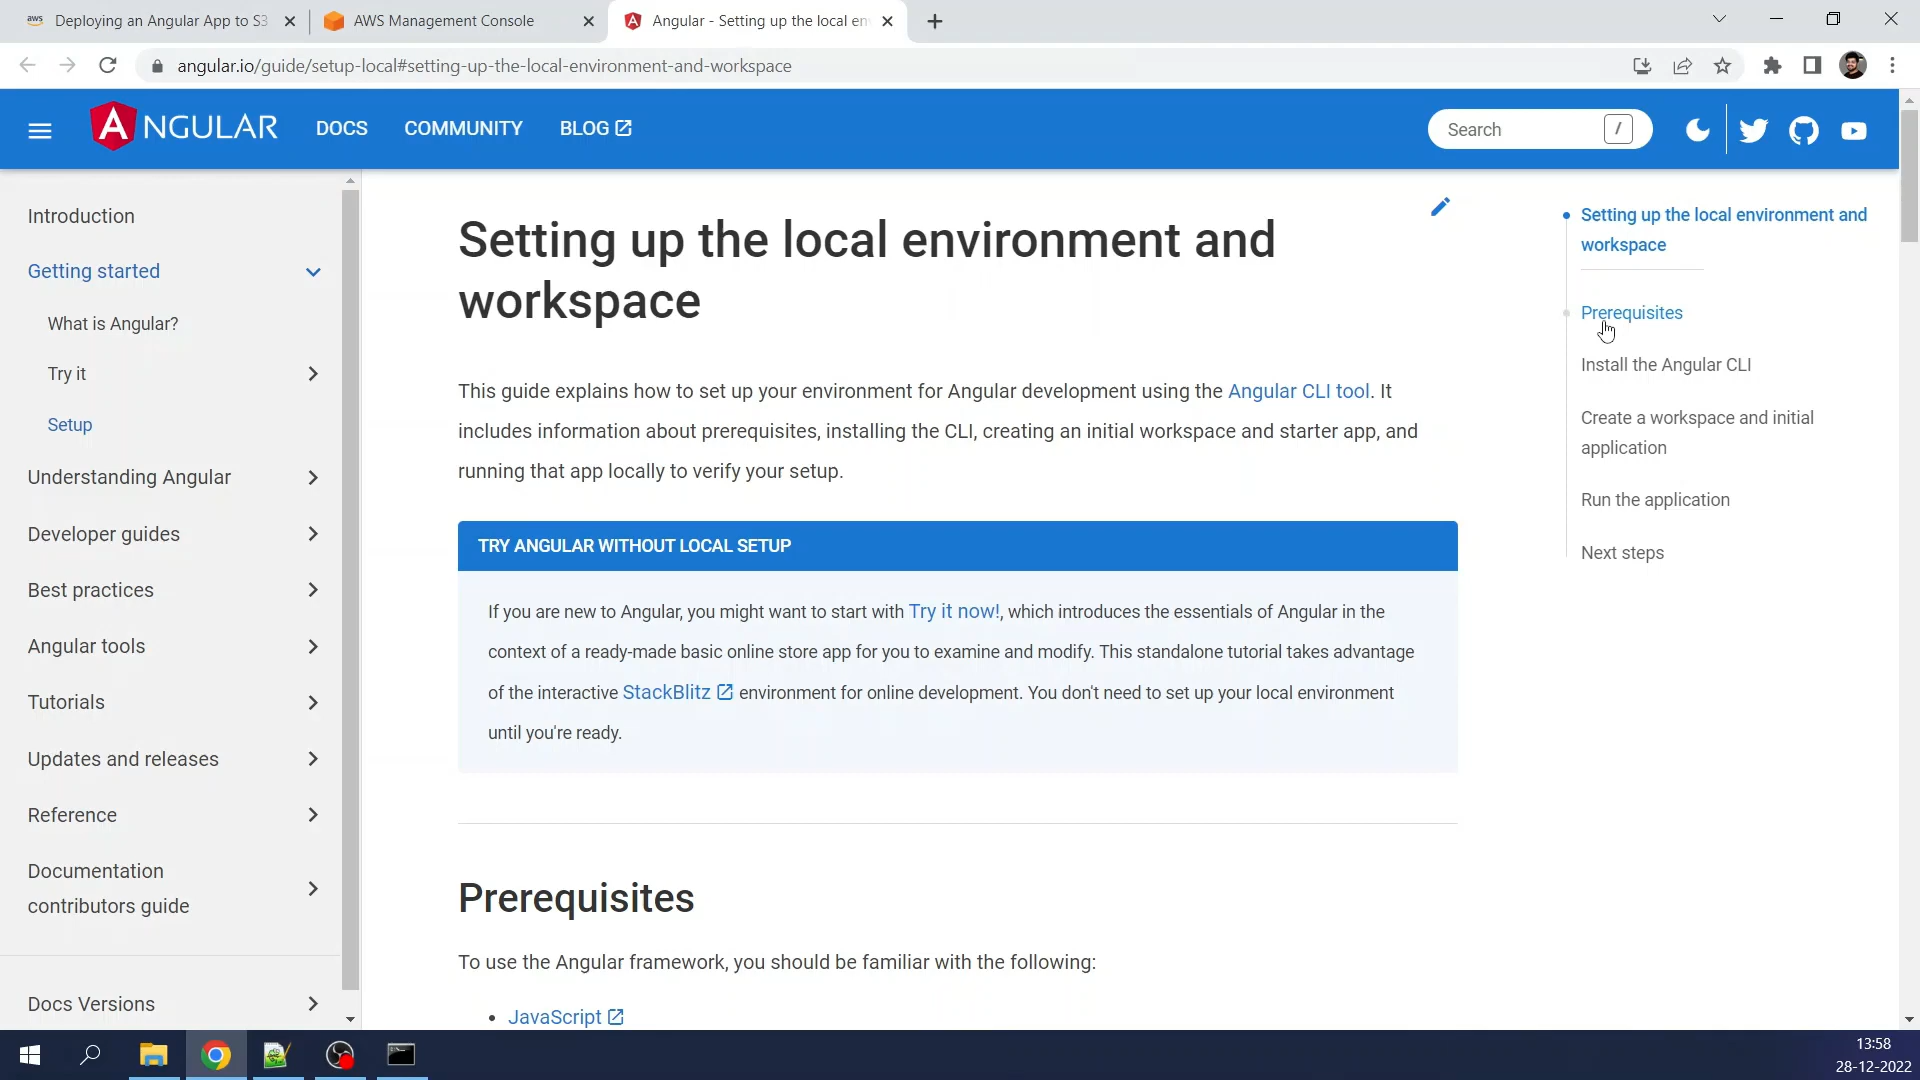 aws Deploying an Angular App to S3
AWS Management Console
Angular - Setting up the local en
angular.io/guide/setup-local#setting-up-the-local-environment-and-workspace
ANGULAR
DOCS
COMMUNITY
BLOG
Search
/
Introduction
Getting started
What is Angular?
Try it
Setup
Understanding Angular
Developer guides
Best practices
Angular tools
Tutorials
Updates and releases
Reference
Documentation
contributors guide
Docs Versions
Setting up the local environment and
workspace
This guide explains how to set up your environment for Angular development using the Angular CLI tool. It
includes information about prerequisites, installing the CLI, creating an initial workspace and starter app, and
running that app locally to verify your setup.
TRY ANGULAR WITHOUT LOCAL SETUP
If you are new to Angular, you might want to start with Try it now!, which introduces the essentials of Angular in the
context of a ready-made basic online store app for you to examine and modify. This standalone tutorial takes advantage
of the interactive StackBlitz environment for online development. You don't need to set up your local environment
until you're ready.
Prerequisites
To use the Angular framework, you should be familiar with the following:
• JavaScript
Setting up the local environment and
workspace
Prerequisites
Install the Angular CLI
Create a workspace and initial
application
Run the application
Next steps
13:58
28-12-2022